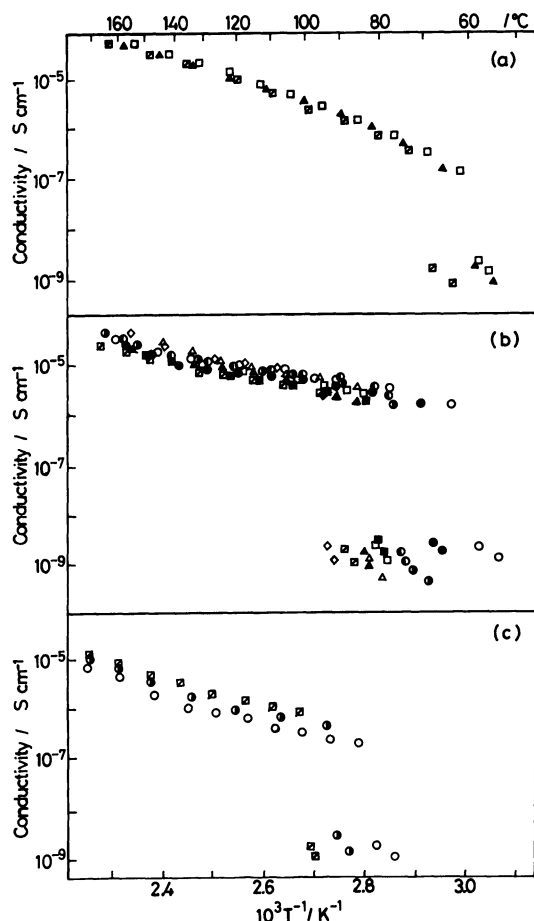 160 140 120 100 80 60 /°C
(a)
10⁻⁵
10⁻⁷
10⁻⁹
Conductivity / S cm⁻¹
(b)
10⁻⁵
10⁻⁷
10⁻⁹
Conductivity / S cm⁻¹
(c)
10⁻⁵
10⁻⁷
10⁻⁹
Conductivity / S cm⁻¹
2.4 2.6 2.8 3.0
10³T⁻¹/K⁻¹